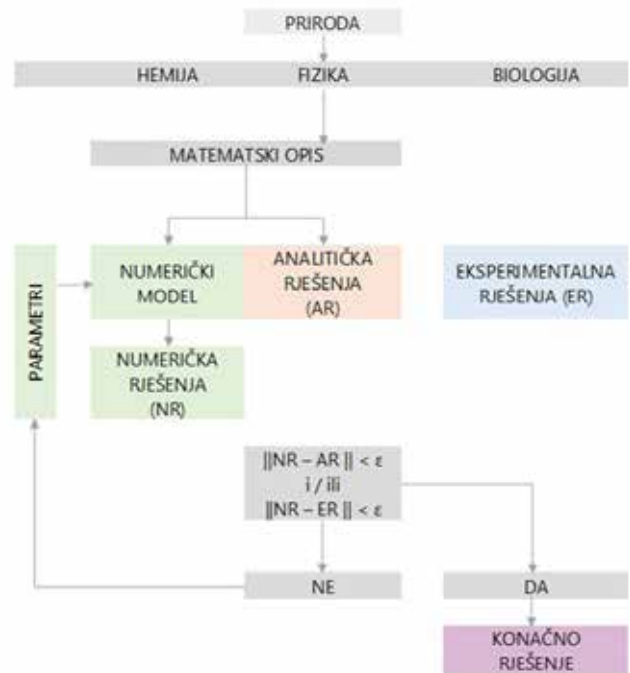 PRIRODA
HEMIJA FIZIKA BIOLOGIJA
MATEMATSKI OPIS
PARAMETRI
NUMERIČKI
MODEL
ANALITIČKA
RJEŠENJA
(AR)
EKSPERIMENTALNA
RJEŠENJA (ER)
NUMERIČKA
RJEŠENJA
(NR)
||NR – AR || < ε
i / ili
||NR – ER || < ε
NE
DA
KONAČNO
RJEŠENJE